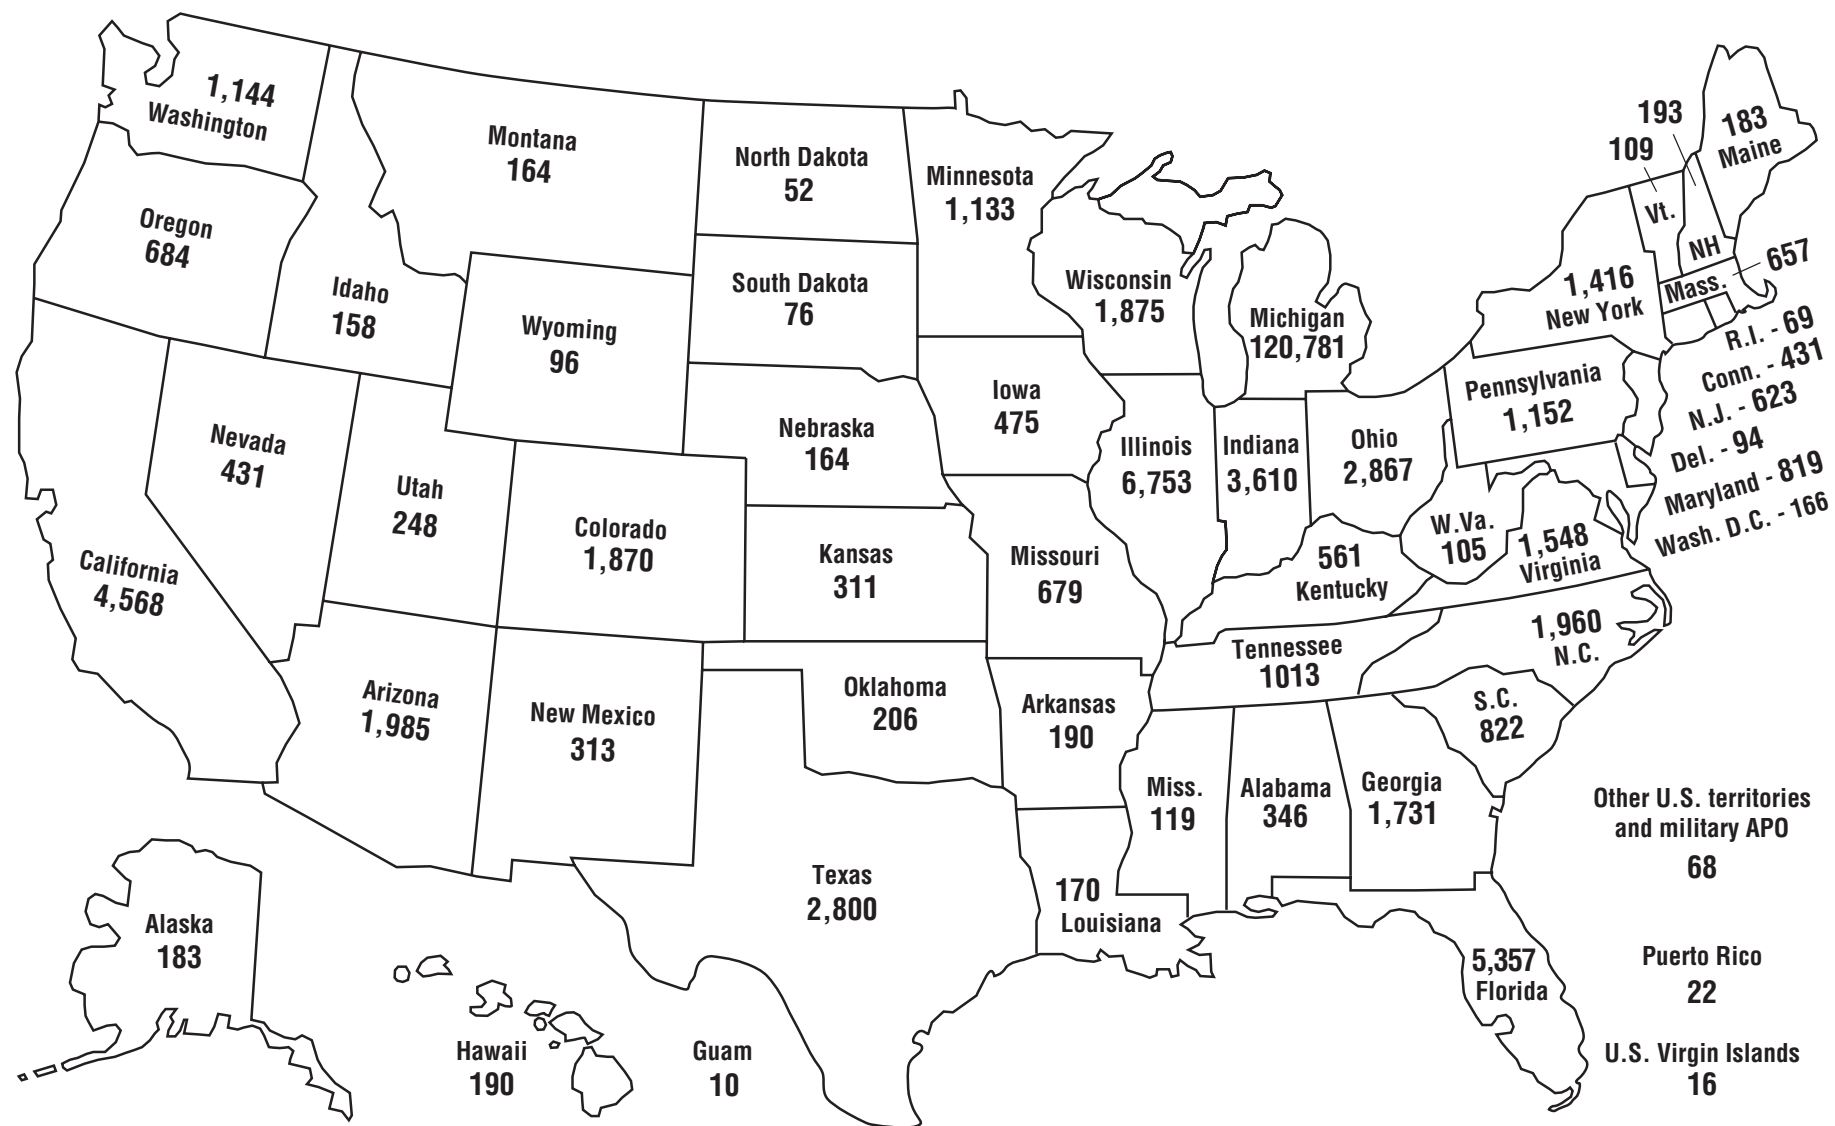 1,144
Washington
Montana
164
North Dakota
52
Minnesota
1,133
193
109
183
Maine
Vt.
NH
657
Mass.
Oregon
684
Idaho
158
Wyoming
96
South Dakota
76
Wisconsin
1,875
Michigan
120,781
1,416
New York
R.I. - 69
Conn. - 431
N.J. - 623
Del. - 94
Maryland - 819
Wash. D.C. - 166
Pennsylvania
1,152
Nevada
431
Utah
248
Colorado
1,870
Nebraska
164
Iowa
475
Illinois
6,753
Indiana
3,610
Ohio
2,867
W.Va.
105
1,548
Virginia
California
4,568
Kansas
311
Missouri
679
561
Kentucky
Tennessee
1013
1,960
N.C.
S.C.
822
Arizona
1,985
New Mexico
313
Oklahoma
206
Arkansas
190
Miss.
119
Alabama
346
Georgia
1,731
Texas
2,800
170
Louisiana
5,357
Florida
Other U.S. territories
and military APO
68
Puerto Rico
22
U.S. Virgin Islands
16
Alaska
183
Hawaii
190
Guam
10